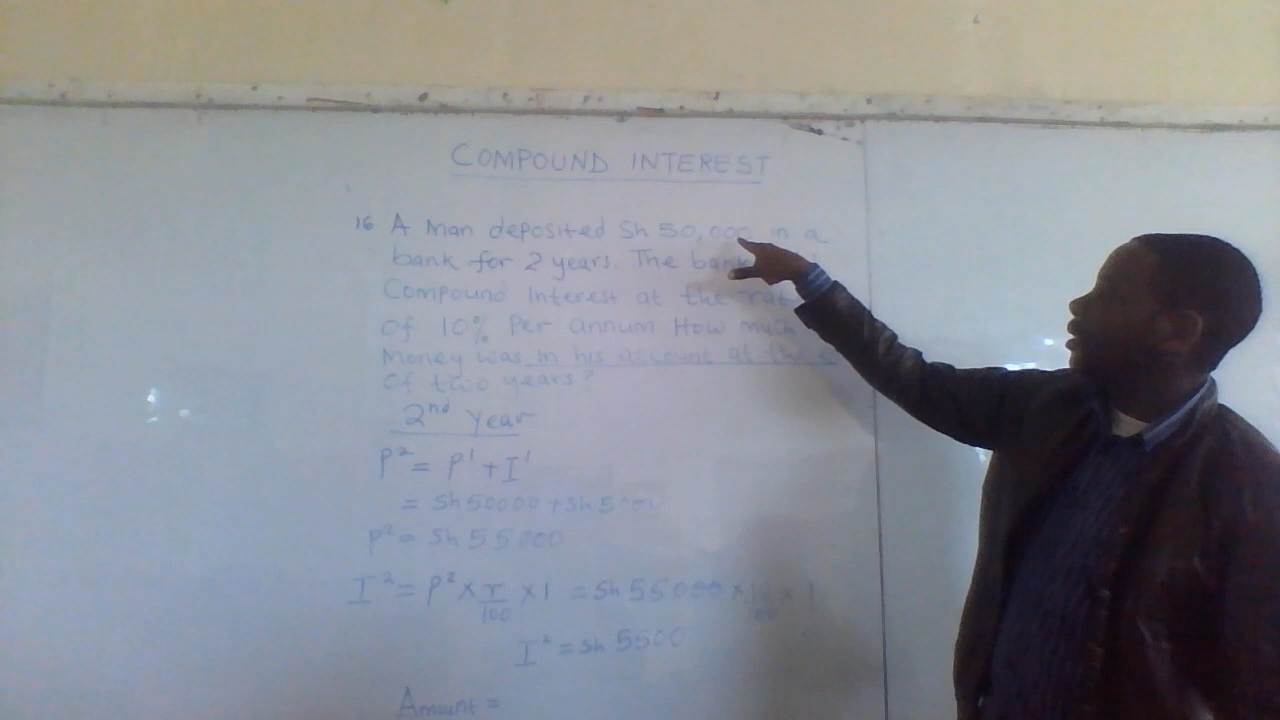 COMPOUND INTEREST
16 A man deposited Sh 50,000 in a
bank for 2 years. The bank
Compound Interest at the rat
Of 10% Per annum How much
Money was in his account at the
Of two years?
2nd Year
P² = P¹ + I¹
= Sh 50000 + Sh 5000
P² = Sh 55000
I² = P² × r/100 × 1 = Sh 55000 × 10/100 × 1
I² = Sh 5500
Amount =